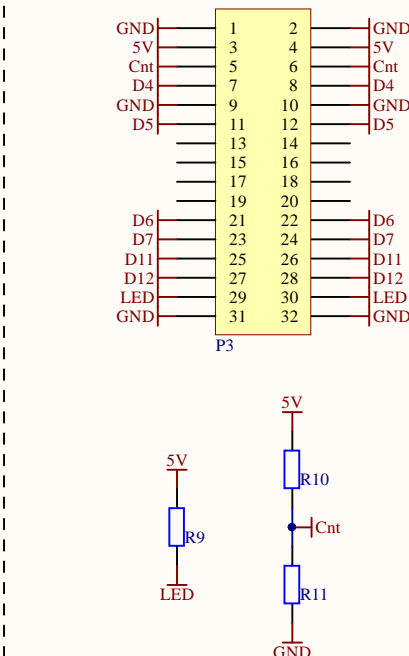 GND 1 2 GND
5V 3 4 5V
Cnt 5 6 Cnt
D4 7 8 D4
GND 9 10 GND
D5 11 12 D5
13 14
15 16
17 18
19 20
D6 21 22 D6
D7 23 24 D7
D11 25 26 D11
D12 27 28 D12
LED 29 30 LED
GND 31 32 GND
P3
5V
5V
R10
R9
Cnt
R11
LED
GND